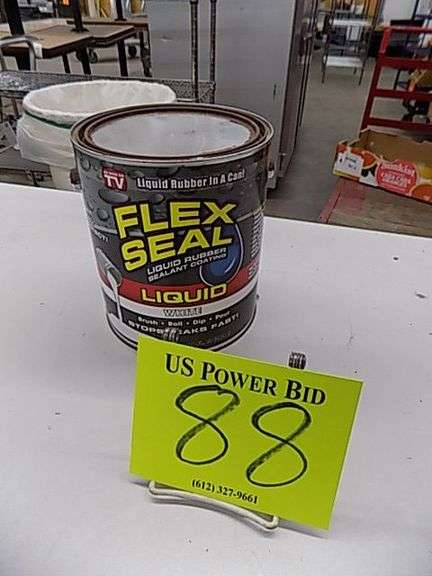 AS SEEN ON
TV
Liquid Rubber In A Can!
FLEX
SEAL
LIQUID RUBBER
SEALANT COATING
LIQUID
WHITE
Brush • Roll • Dip • Pour
STOPS LEAKS FAST!
US POWER BID
88
(612) 327-9661
Sunkist